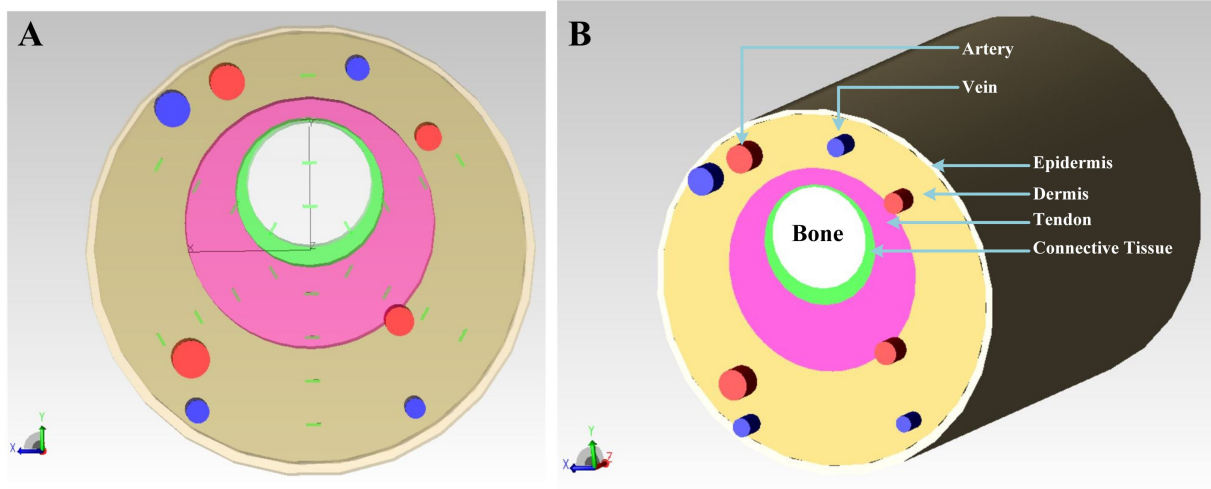 A
Y
X
Z
Y
X
B
Artery
Vein
Epidermis
Dermis
Tendon
Connective Tissue
Bone
Y
X
Z